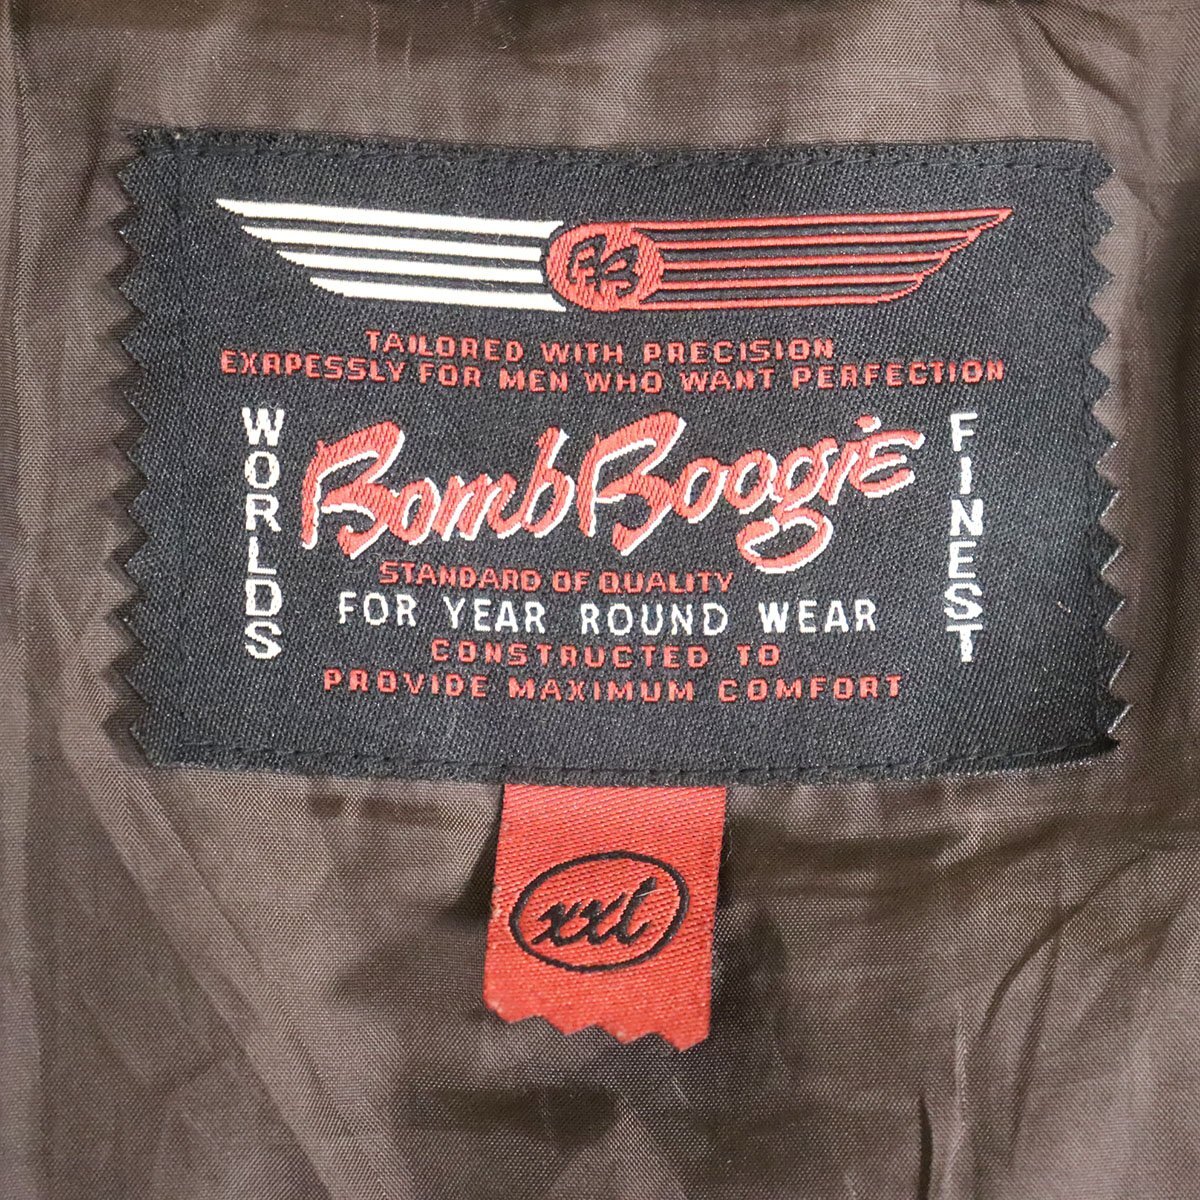 BB
TAILORED WITH PRECISION
EXRPESSLY FOR MEN WHO WANT PERFECTION
WORLDS
BombBoogie
FINEST
STANDARD OF QUALITY
FOR YEAR ROUND WEAR
CONSTRUCTED TO
PROVIDE MAXIMUM COMFORT
xxl